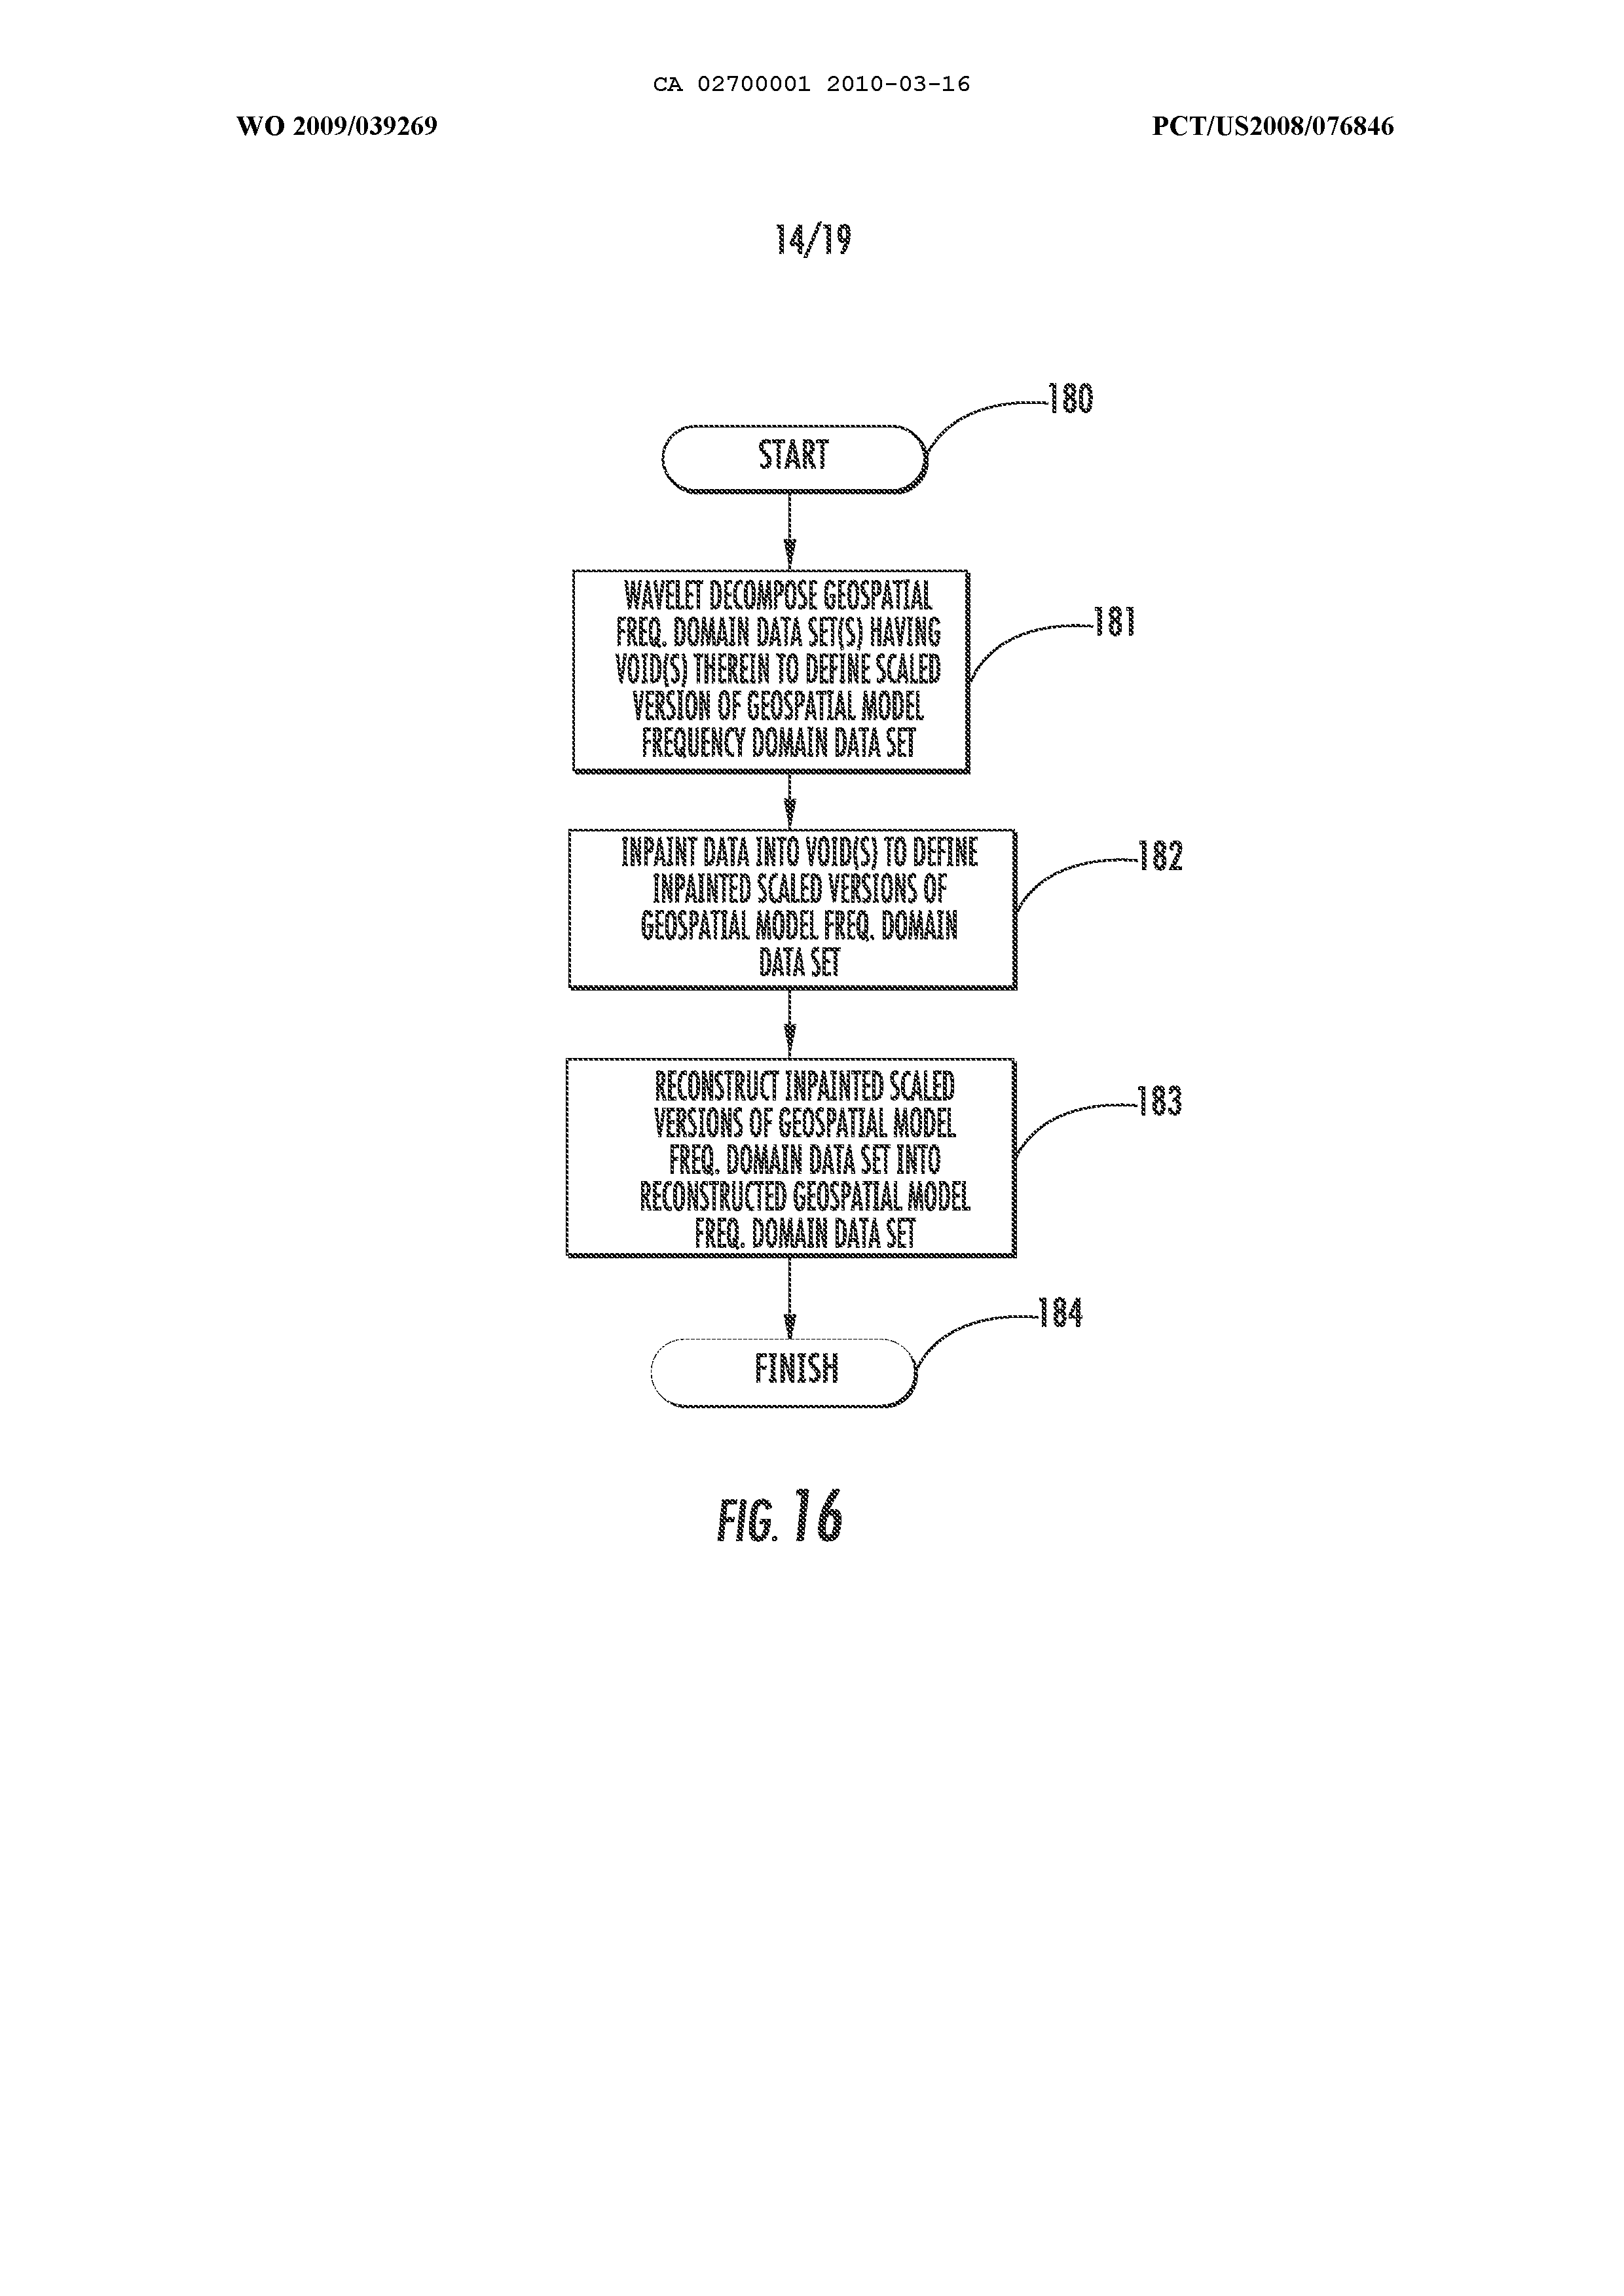 CA 02700001 2010-03-16
WO 2009/039269
PCT/US2008/076846
14/19
180
START
WAVELET DECOMPOSE GEOSPATIAL
FREQ. DOMAIN DATA SET(S) HAVING
VOID(S) THEREIN TO DEFINE SCALED
VERSION OF GEOSPATIAL MODEL
FREQUENCY DOMAIN DATA SET
181
INPAINT DATA INTO VOID(S) TO DEFINE
INPAINTED SCALED VERSIONS OF
GEOSPATIAL MODEL FREQ. DOMAIN
DATA SET
182
RECONSTRUCT INPAINTED SCALED
VERSIONS OF GEOSPATIAL MODEL
FREQ. DOMAIN DATA SET INTO
RECONSTRUCTED GEOSPATIAL MODEL
FREQ. DOMAIN DATA SET
183
184
FINISH
FIG. 16